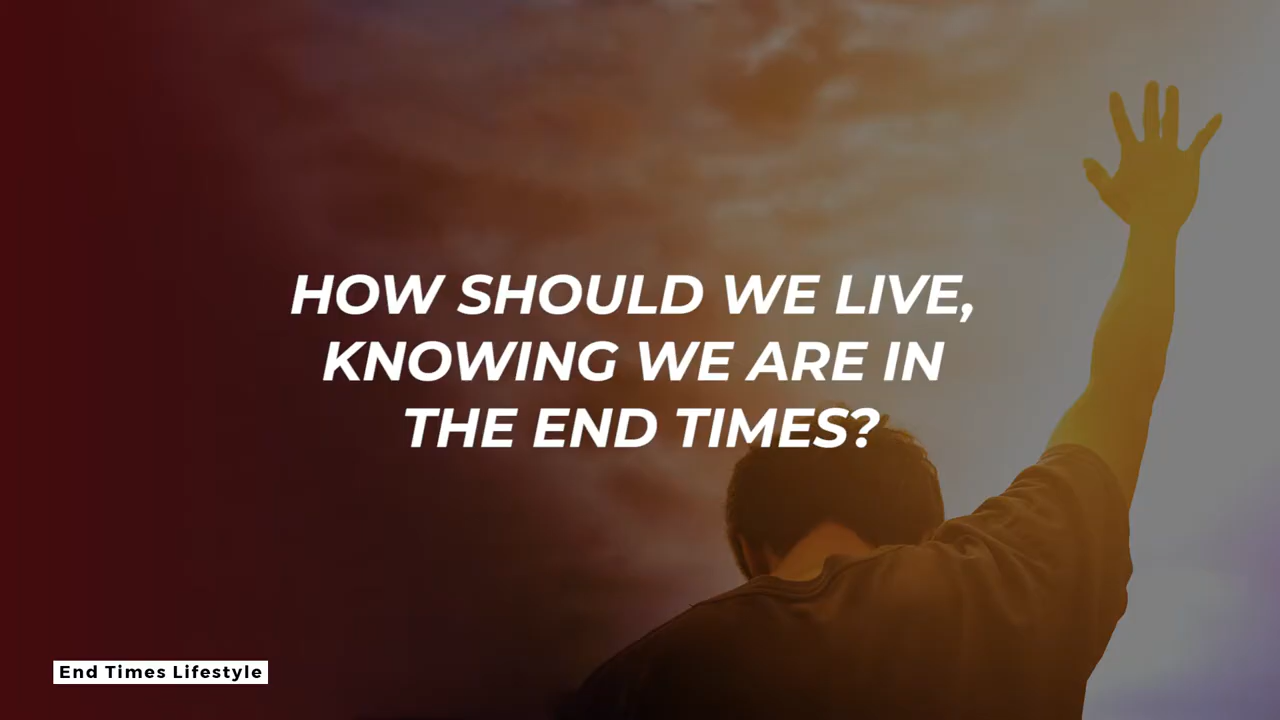 HOW SHOULD WE LIVE,
KNOWING WE ARE IN
THE END TIMES?
End Times Lifestyle